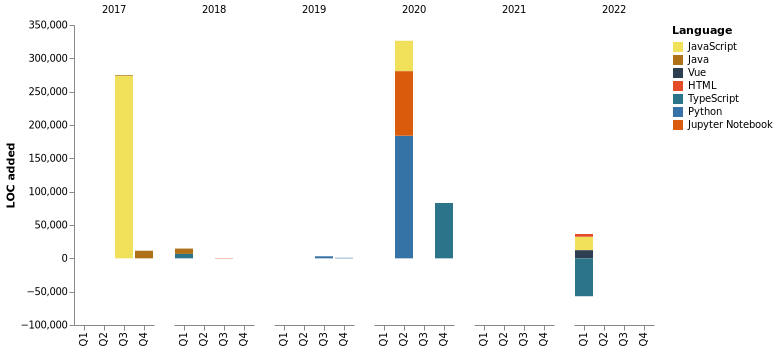 2017 2018 2019 2020 2021 2022
350,000
300,000
250,000
200,000
150,000
100,000
50,000
0
−50,000
−100,000
LOC added
Q1 Q2 Q3 Q4 Q1 Q2 Q3 Q4 Q1 Q2 Q3 Q4 Q1 Q2 Q3 Q4 Q1 Q2 Q3 Q4 Q1 Q2 Q3 Q4
Language
JavaScript
Java
Vue
HTML
TypeScript
Python
Jupyter Notebook